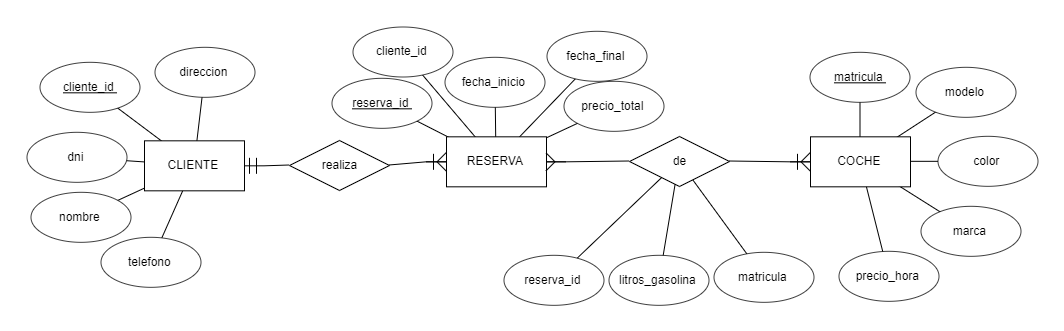 cliente_id
fecha_final
direccion
cliente_id
fecha_inicio
matricula
modelo
reserva_id
precio_total
dni
CLIENTE
realiza
RESERVA
de
COCHE
color
nombre
marca
telefono
reserva_id
litros_gasolina
matricula
precio_hora